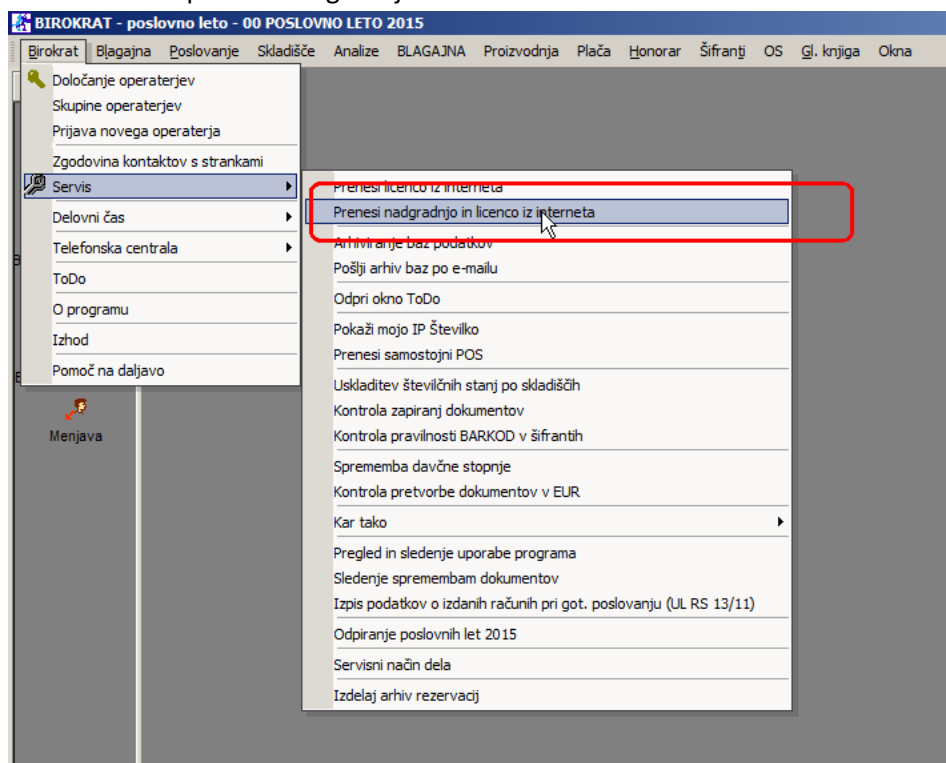 BIROKRAT - poslovno leto - 00 POSLOVNO LETO 2015
Birokrat Blagajna Poslovanje Skladišče Analize BLAGAJNA Proizvodnja Plača Honorar Šifranti OS Gl. knjiga Okna
Določanje operaterjev
Skupine operaterjev
Prijava novega operaterja
Zgodovina kontaktov s strankami
Servis
Delovni čas
Telefonska centrala
ToDo
O programu
Izhod
Pomoč na daljavo
Menjava
Prenesi licenco iz interneta
Prenesi nadgradnjo in licenco iz interneta
Arhiviranje baz podatkov
Pošlji arhiv baz po e-mailu
Odpri okno ToDo
Pokaži mojo IP Številko
Prenesi samostojni POS
Uskladitev številčnih stanj po skladiščih
Kontrola zapiranj dokumentov
Kontrola pravilnosti BARKOD v šifrantih
Sprememba davčne stopnje
Kontrola pretvorbe dokumentov v EUR
Kar tako
Pregled in sledenje uporabe programa
Sledenje spremembam dokumentov
Izpis podatkov o izdanih računih pri got. poslovanju (UL RS 13/11)
Odpiranje poslovnih let 2015
Servisni način dela
Izdelaj arhiv rezervacij